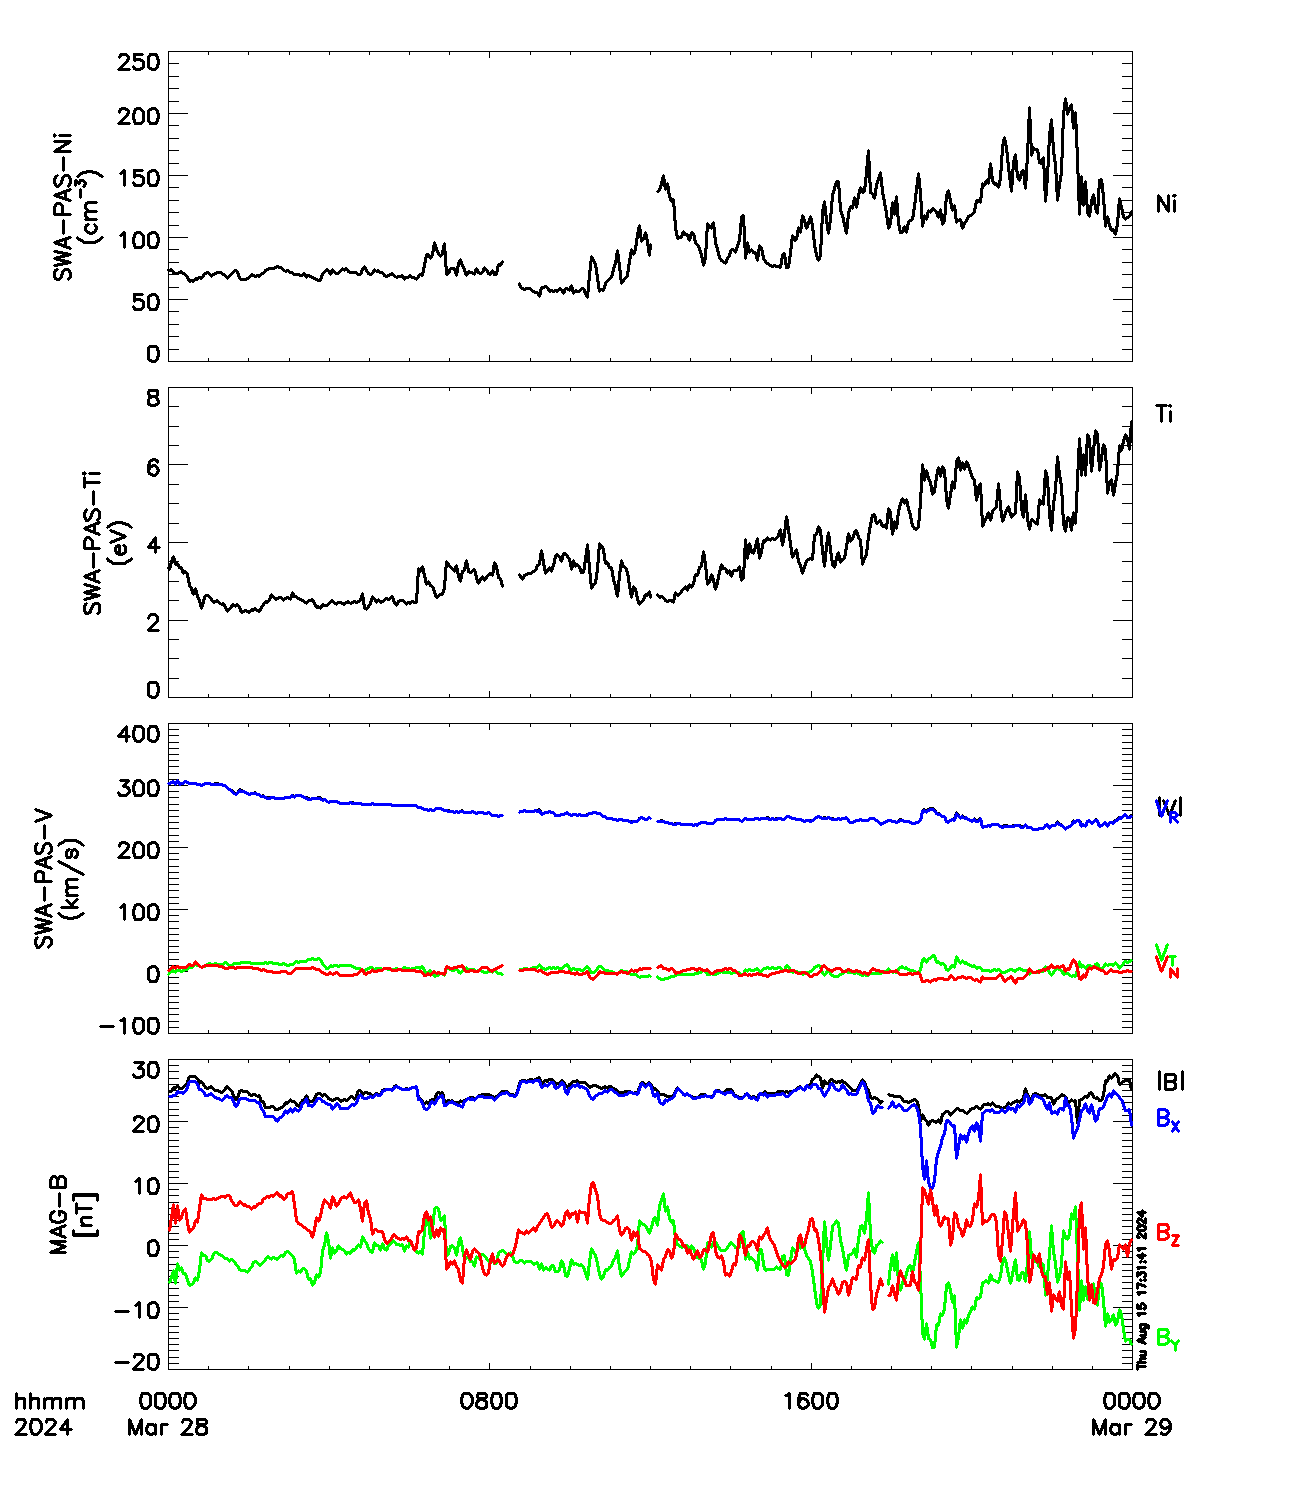 250
200
150
100
50
0
SWA-PAS-Ni
(cm⁻³)
Ni
8
6
4
2
0
SWA-PAS-Ti
(eV)
Ti
400
300
200
100
0
-100
SWA-PAS-V
(km/s)
|V|
V_R
V_T
V_N
30
20
10
0
-10
-20
MAG-B
[nT]
|B|
B_X
B_Z
B_Y
Thu Aug 15 17:31:41 2024
hhmm 0000 0800 1600 0000
2024 Mar 28 Mar 29